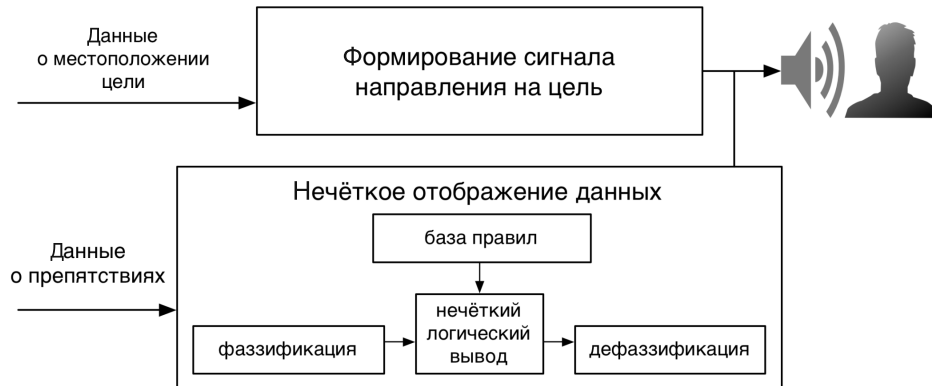 Данные
о местоположении
цели
Формирование сигнала
направления на цель
Нечёткое отображение данных
база правил
Данные
о препятствиях
фаззификация
нечёткий
логический
вывод
дефаззификация